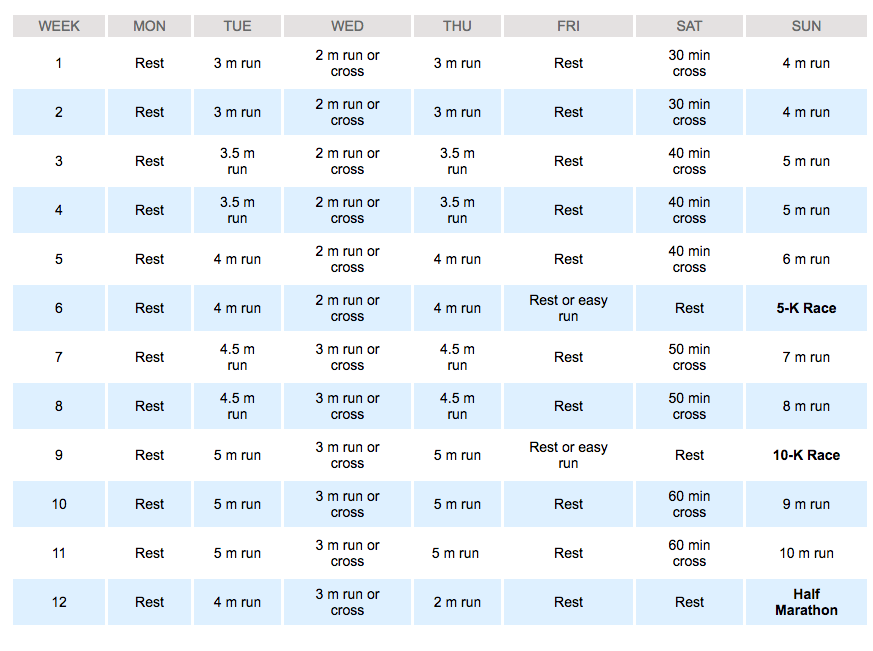 WEEK MON TUE WED THU FRI SAT SUN
1 Rest 3 m run 2 m run or cross 3 m run Rest 30 min cross 4 m run
2 Rest 3 m run 2 m run or cross 3 m run Rest 30 min cross 4 m run
3 Rest 3.5 m run 2 m run or cross 3.5 m run Rest 40 min cross 5 m run
4 Rest 3.5 m run 2 m run or cross 3.5 m run Rest 40 min cross 5 m run
5 Rest 4 m run 2 m run or cross 4 m run Rest 40 min cross 6 m run
6 Rest 4 m run 2 m run or cross 4 m run Rest or easy run Rest 5-K Race
7 Rest 4.5 m run 3 m run or cross 4.5 m run Rest 50 min cross 7 m run
8 Rest 4.5 m run 3 m run or cross 4.5 m run Rest 50 min cross 8 m run
9 Rest 5 m run 3 m run or cross 5 m run Rest or easy run Rest 10-K Race
10 Rest 5 m run 3 m run or cross 5 m run Rest 60 min cross 9 m run
11 Rest 5 m run 3 m run or cross 5 m run Rest 60 min cross 10 m run
12 Rest 4 m run 3 m run or cross 2 m run Rest Rest Half Marathon